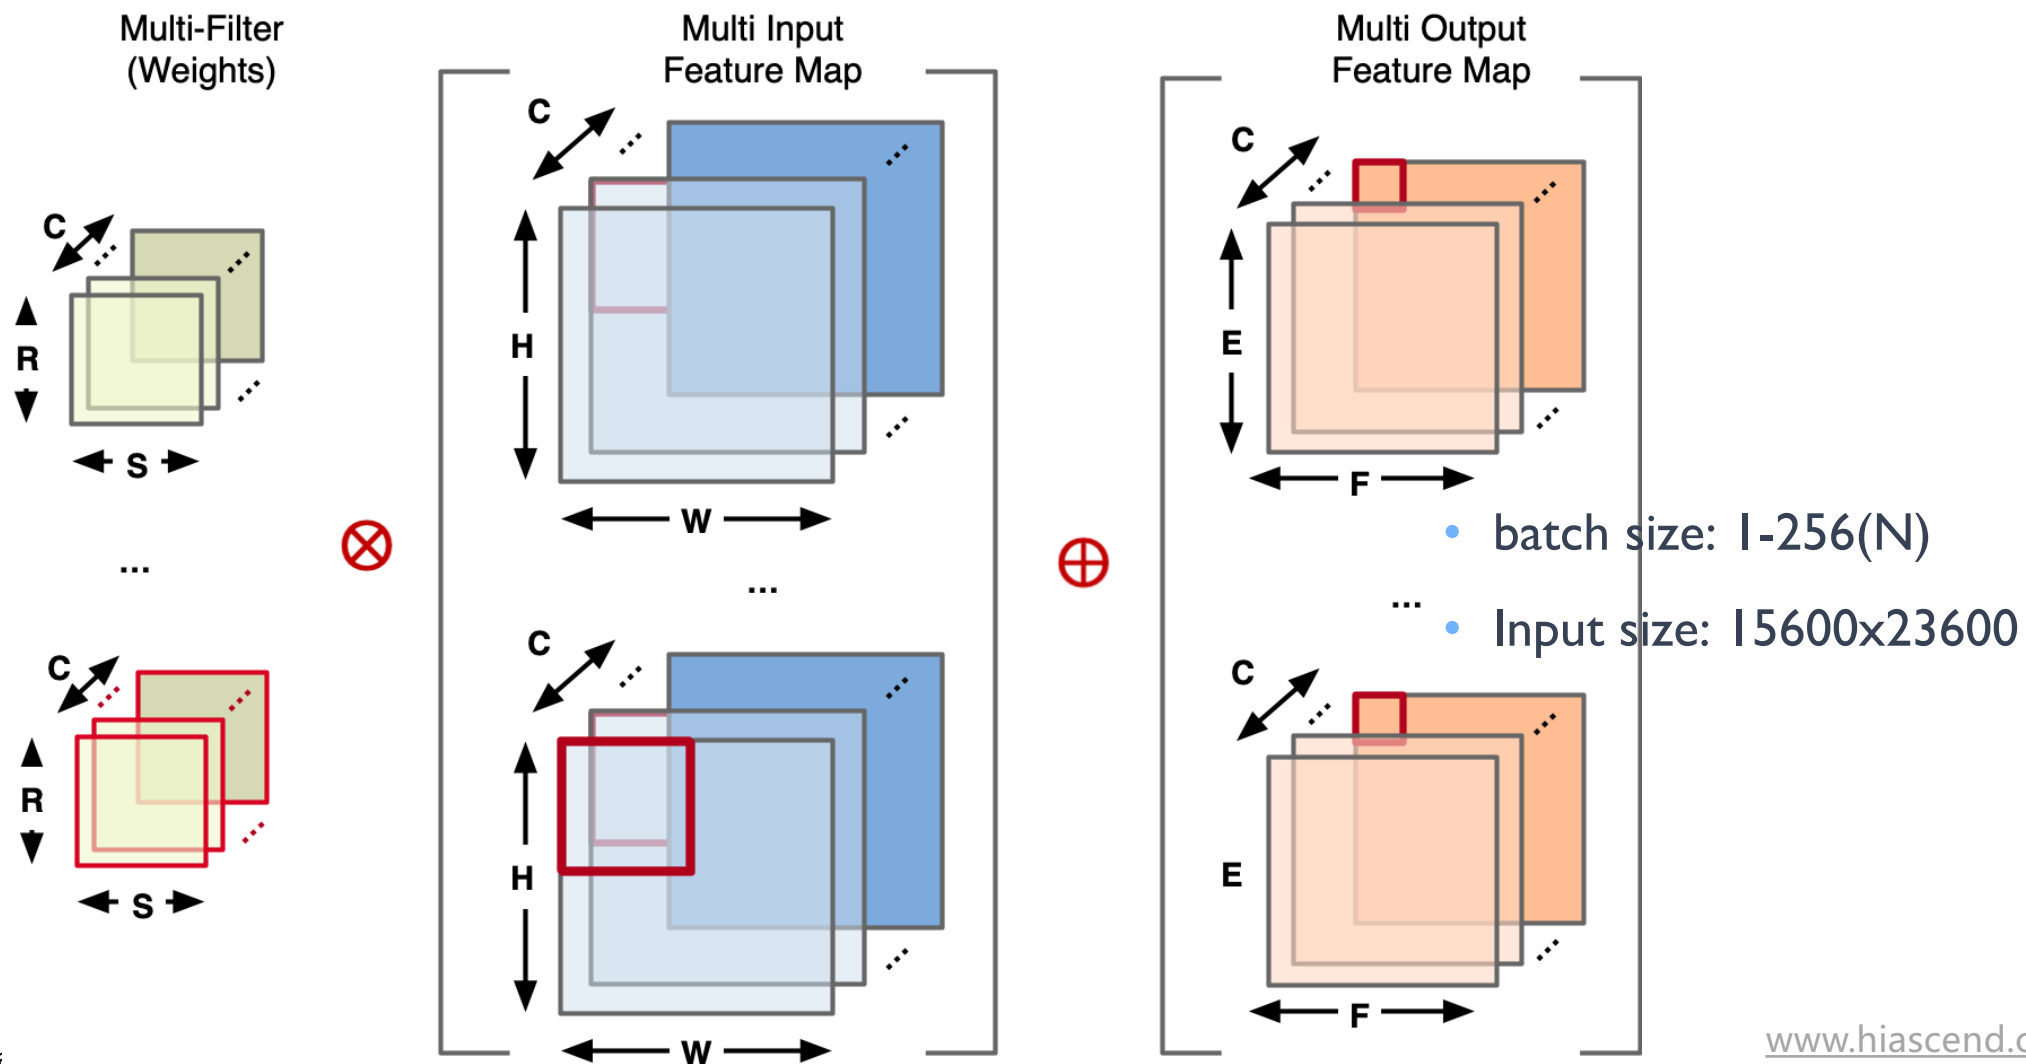 Multi-Filter
(Weights)
C
R
S
...
C
R
S
Multi Input
Feature Map
C
H
W
...
C
H
W
Multi Output
Feature Map
C
E
F
...
C
E
F
• batch size: 1-256(N)
• Input size: 15600x23600
www.hiascend.c